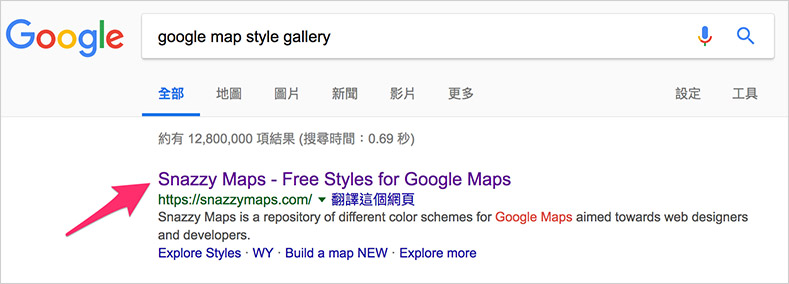 Google
google map style gallery
全部 地圖 圖片 新聞 影片 更多 設定 工具
約有 12,800,000 項結果 (搜尋時間：0.69 秒)
Snazzy Maps - Free Styles for Google Maps
https://snazzymaps.com/ 翻譯這個網頁
Snazzy Maps is a repository of different color schemes for Google Maps aimed towards web designers
and developers.
Explore Styles · WY · Build a map NEW · Explore more